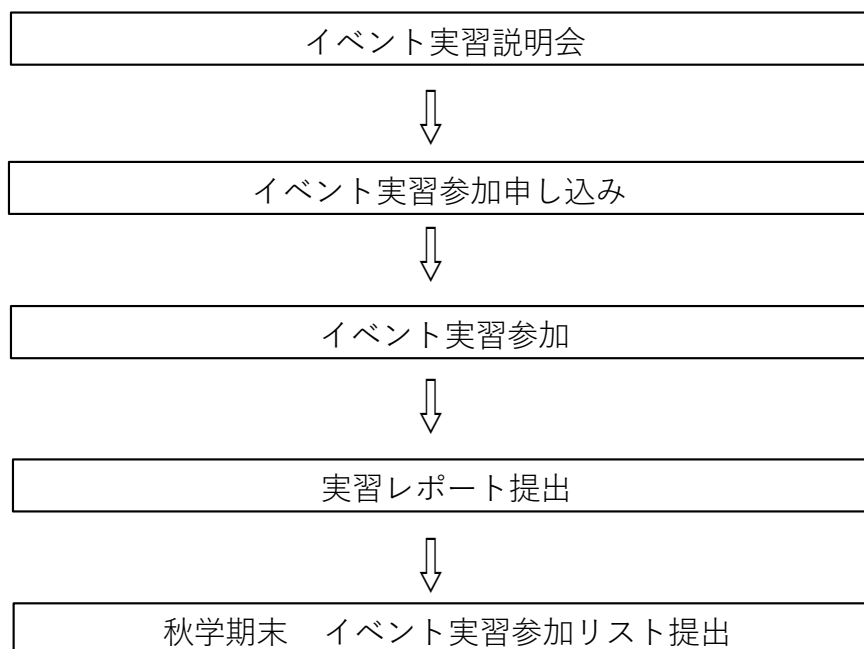 イベント実習説明会
イベント実習参加申し込み
イベント実習参加
実習レポート提出
秋学期末　イベント実習参加リスト提出